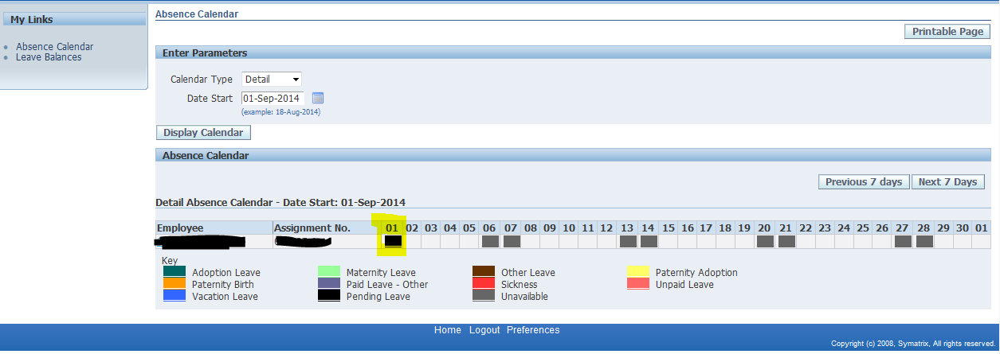 My Links
Absence Calendar
Leave Balances
Absence Calendar
Printable Page
Enter Parameters
Calendar Type Detail
Date Start 01-Sep-2014
(example: 18-Aug-2014)
Display Calendar
Absence Calendar
Previous 7 days Next 7 Days
Detail Absence Calendar - Date Start: 01-Sep-2014
Employee Assignment No. 01 02 03 04 05 06 07 08 09 10 11 12 13 14 15 16 17 18 19 20 21 22 23 24 25 26 27 28 29 30 01
Key
Adoption Leave Maternity Leave Other Leave Paternity Adoption
Paternity Birth Paid Leave - Other Sickness Unpaid Leave
Vacation Leave Pending Leave Unavailable
Home Logout Preferences
Copyright (c) 2008, Symatrix, All rights reserved.